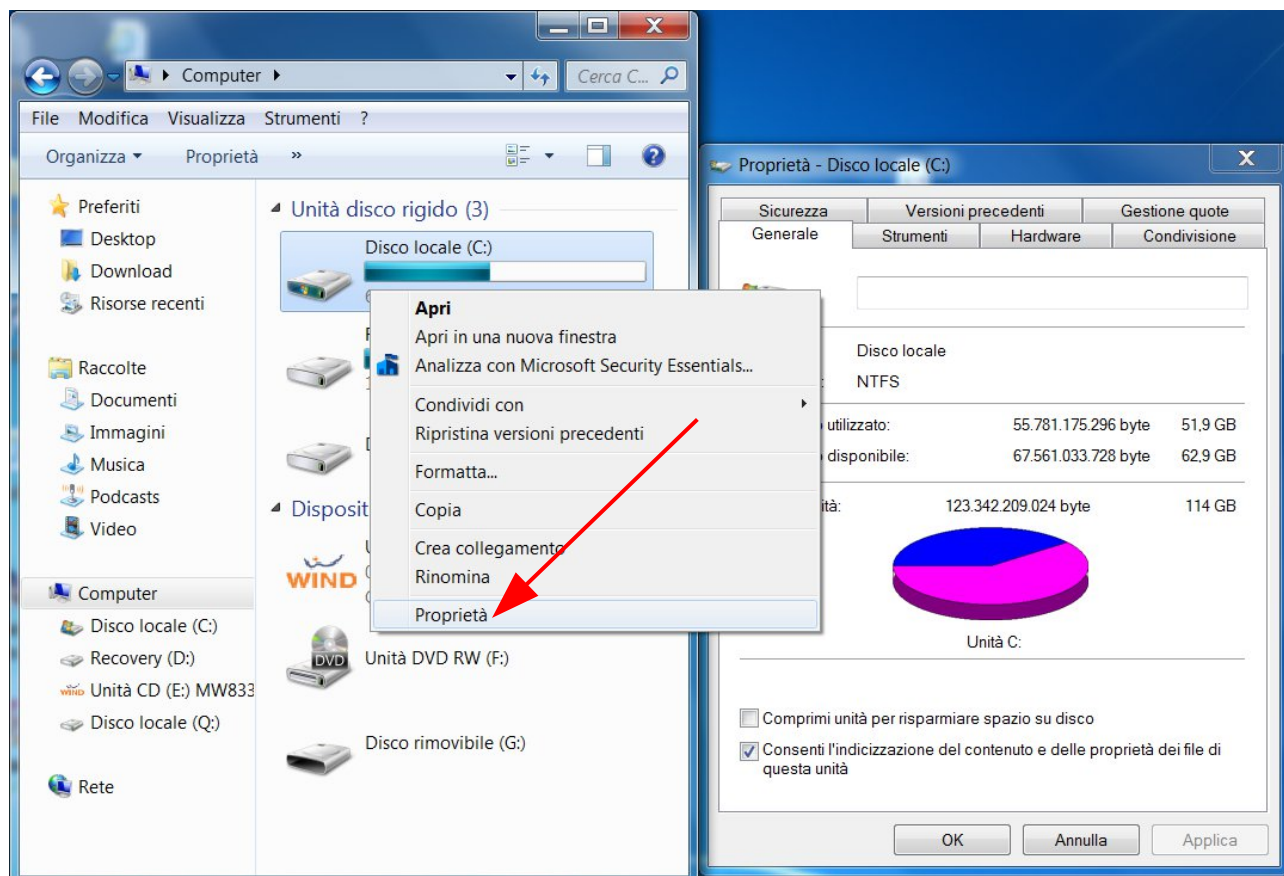 Computer
Cerca C...
File Modifica Visualizza Strumenti ?
Organizza Proprietà »
Preferiti
Desktop
Download
Risorse recenti
Raccolte
Documenti
Immagini
Musica
Podcasts
Video
Computer
Disco locale (C:)
Recovery (D:)
WIND Unità CD (E:) MW833
Disco locale (Q:)
Rete
Unità disco rigido (3)
Disco locale (C:)
Disposit
WIND
DVD
Unità DVD RW (F:)
Disco rimovibile (G:)
Apri
Apri in una nuova finestra
Analizza con Microsoft Security Essentials...
Condividi con
Ripristina versioni precedenti
Formatta...
Copia
Crea collegamento
Rinomina
Proprietà
Proprietà - Disco locale (C:)
X
Sicurezza Versioni precedenti Gestione quote
Generale Strumenti Hardware Condivisione
Disco locale
: NTFS
utilizzato: 55.781.175.296 byte 51,9 GB
disponibile: 67.561.033.728 byte 62,9 GB
ità: 123.342.209.024 byte 114 GB
Unità C:
Comprimi unità per risparmiare spazio su disco
Consenti l'indicizzazione del contenuto e delle proprietà dei file di
questa unità
OK Annulla Applica